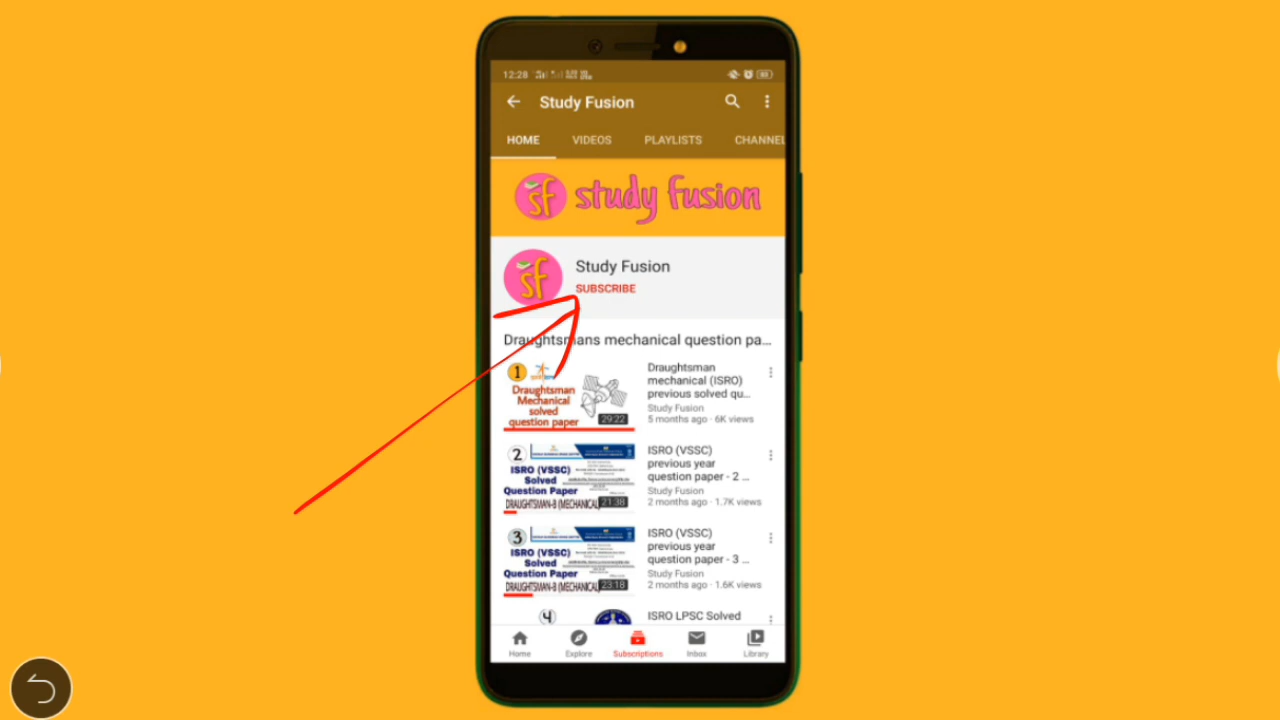 12:28
Study Fusion
HOME VIDEOS PLAYLISTS CHANNEL
sf study fusion
sf
Study Fusion
SUBSCRIBE
Draughtsmans mechanical question pa...
1
Draughtsman
Mechanical
solved
question paper
29:22
Draughtsman
mechanical (ISRO)
previous solved qu...
Study Fusion
5 months ago · 6K views
2
ISRO (VSSC)
Solved
Question Paper
DRAUGHTSMAN-B (MECHANICAL)
21:38
ISRO (VSSC)
previous year
question paper - 2 ...
Study Fusion
2 months ago · 1.7K views
3
ISRO (VSSC)
Solved
Question Paper
DRAUGHTSMAN-B (MECHANICAL)
23:18
ISRO (VSSC)
previous year
question paper - 3 ...
Study Fusion
2 months ago · 1.6K views
4
ISRO LPSC Solved
Home Explore Subscriptions Inbox Library